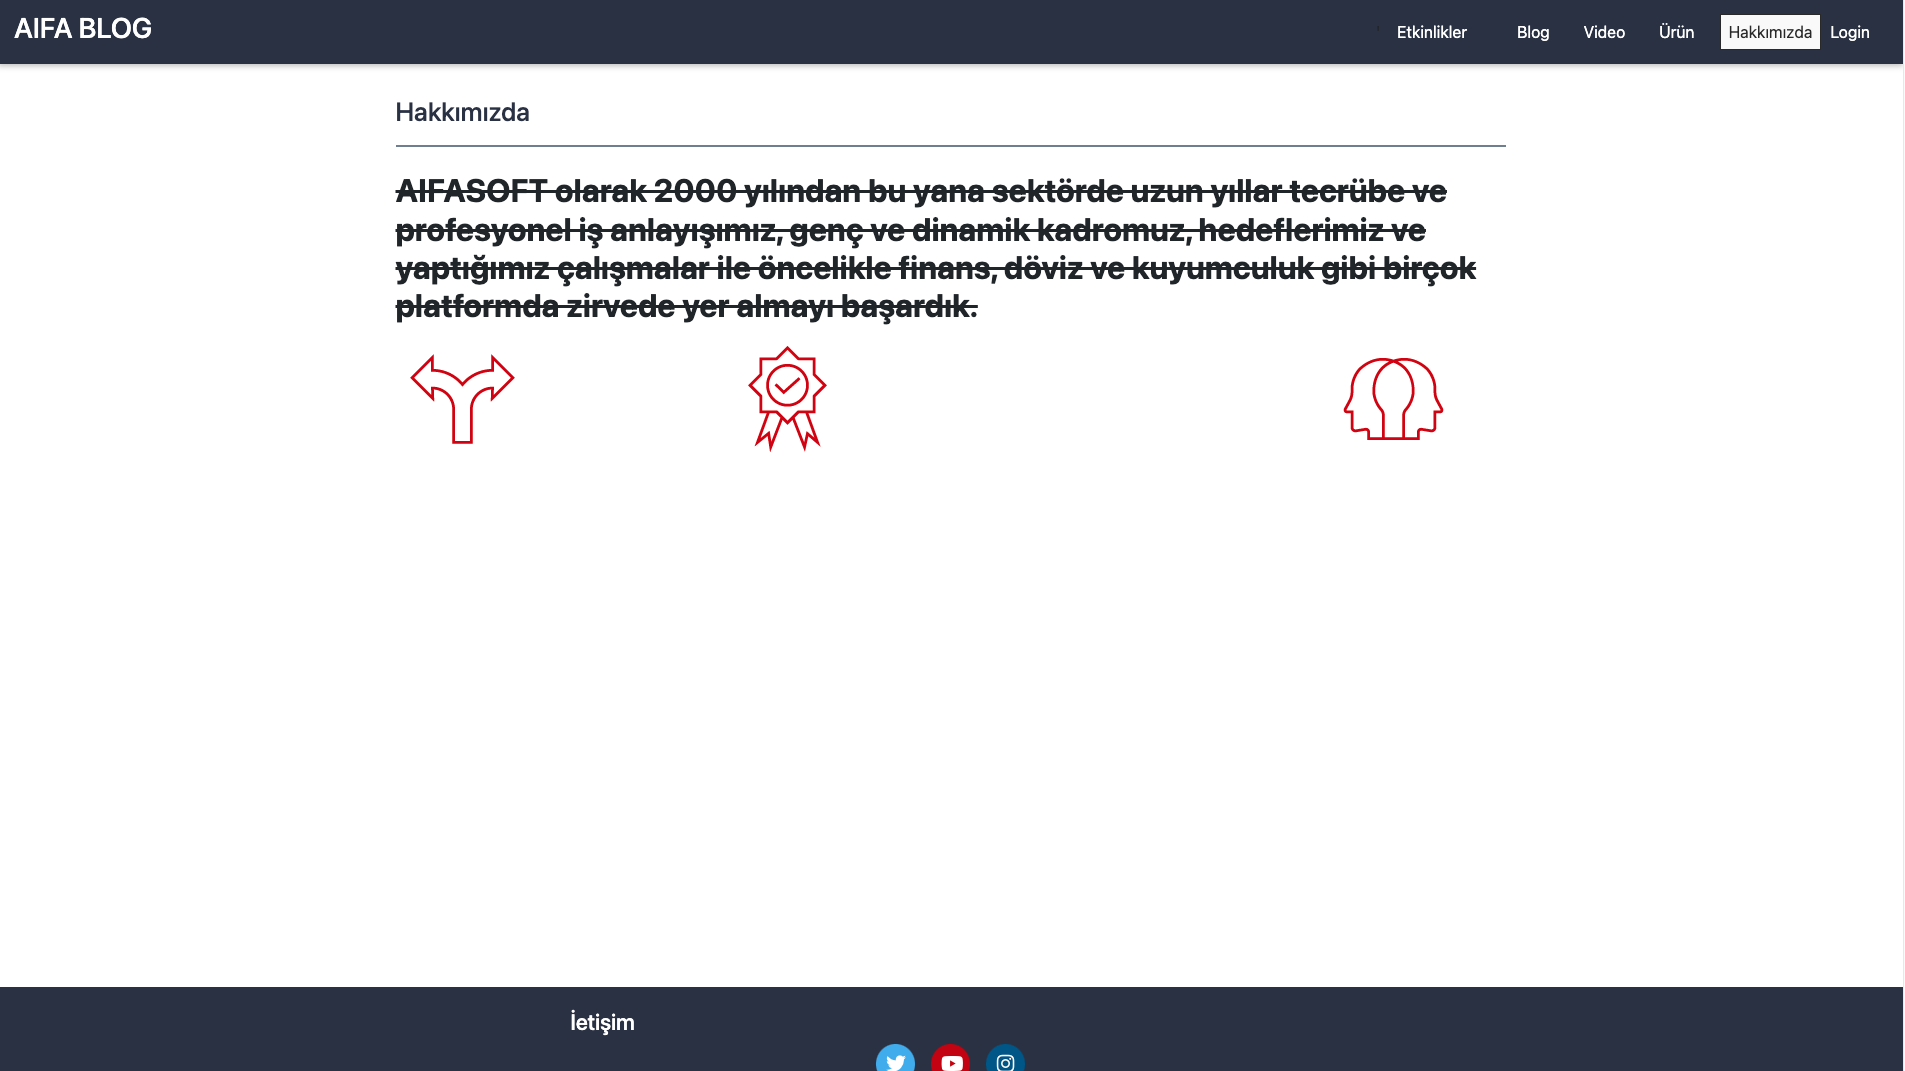 AIFA BLOG
Etkinlikler Blog Video Ürün Hakkımızda Login
Hakkımızda
AIFASOFT olarak 2000 yılından bu yana sektörde uzun yıllar tecrübe ve
profesyonel iş anlayışımız, genç ve dinamik kadromuz, hedeflerimiz ve
yaptığımız çalışmalar ile öncelikle finans, döviz ve kuyumculuk gibi birçok
platformda zirvede yer almayı başardık.
İletişim